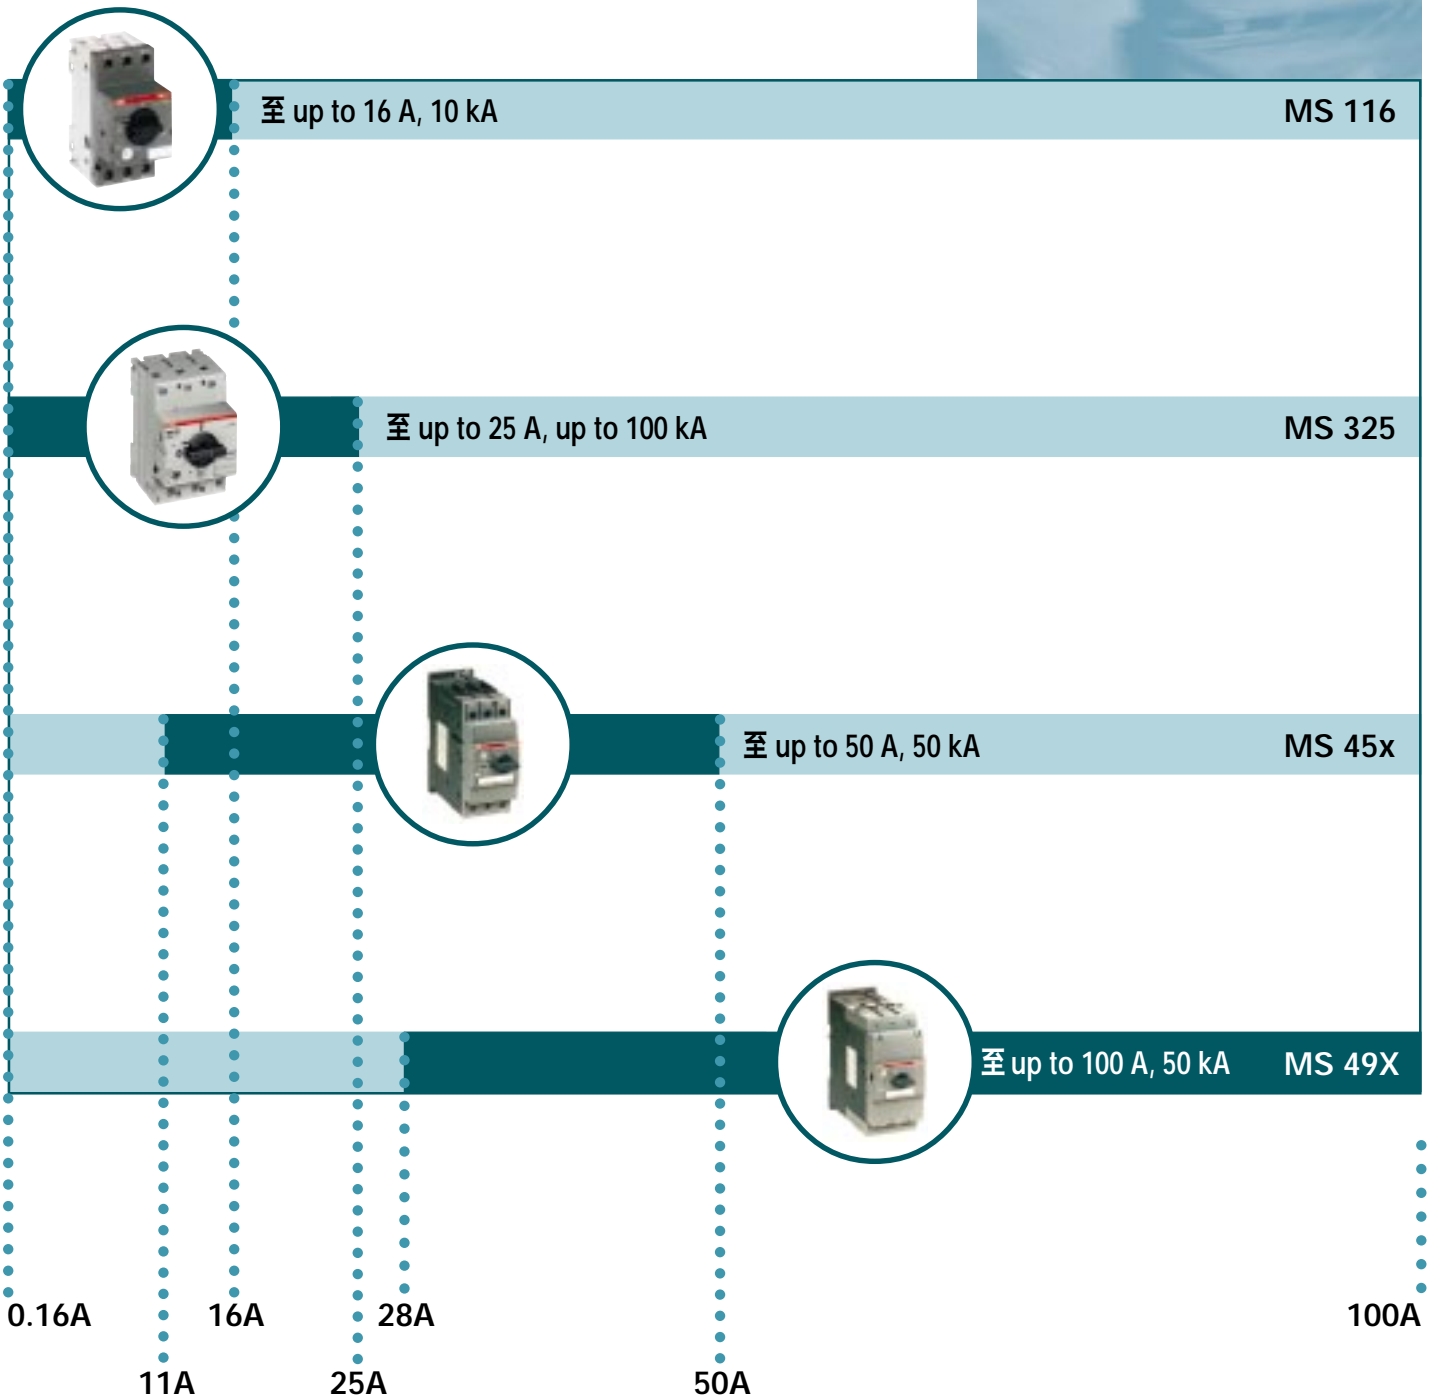 至 up to 16 A, 10 kA MS 116
至 up to 25 A, up to 100 kA MS 325
至 up to 50 A, 50 kA MS 45x
至 up to 100 A, 50 kA MS 49X
0.16A 16A 28A 100A
11A 25A 50A